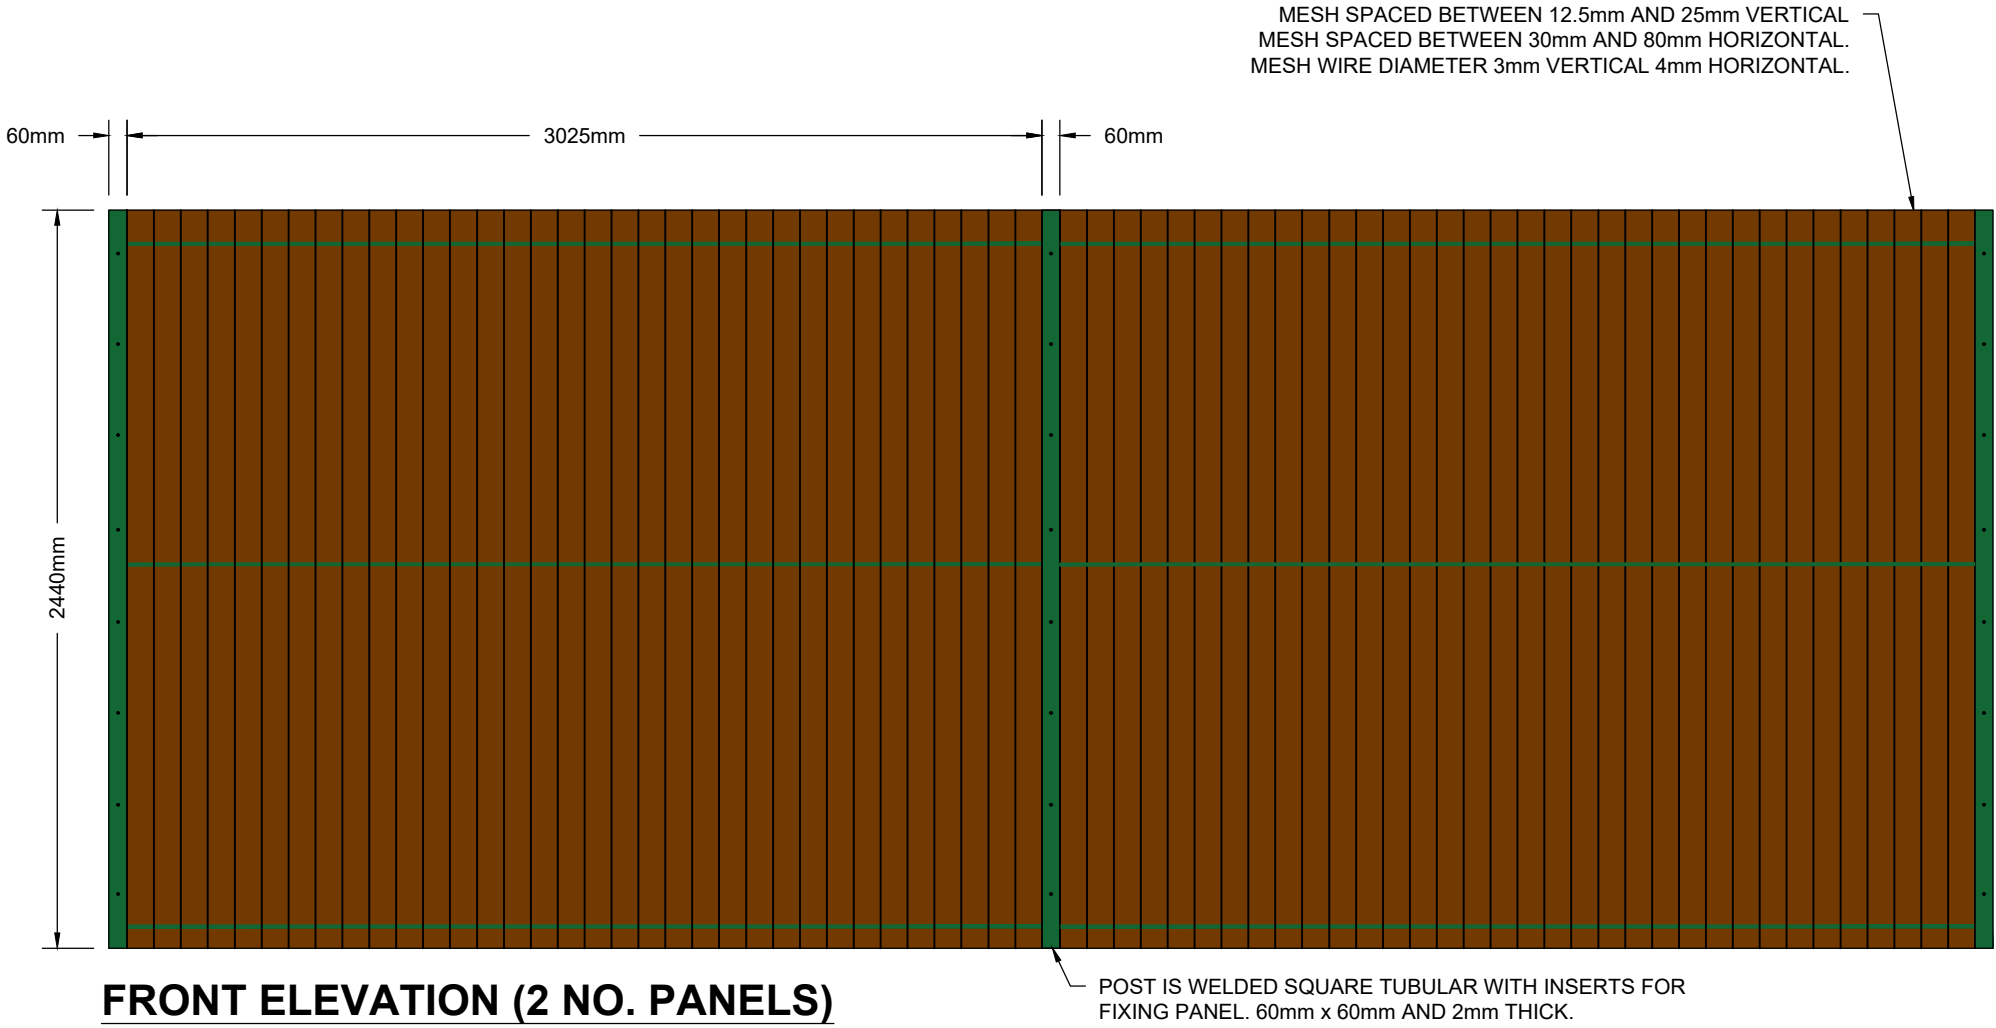 MESH SPACED BETWEEN 12.5mm AND 25mm VERTICAL
MESH SPACED BETWEEN 30mm AND 80mm HORIZONTAL.
MESH WIRE DIAMETER 3mm VERTICAL 4mm HORIZONTAL.
60mm
3025mm
60mm
2440mm
FRONT ELEVATION (2 NO. PANELS)
POST IS WELDED SQUARE TUBULAR WITH INSERTS FOR
FIXING PANEL. 60mm x 60mm AND 2mm THICK.